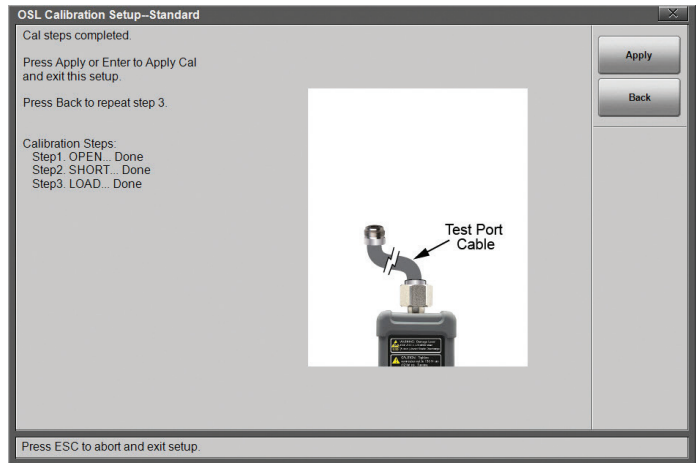 OSL Calibration Setup--Standard
Cal steps completed.
Press Apply or Enter to Apply Cal
and exit this setup.
Press Back to repeat step 3.
Calibration Steps:
Step1. OPEN... Done
Step2. SHORT... Done
Step3. LOAD... Done
Apply
Back
Test Port
Cable
Press ESC to abort and exit setup.